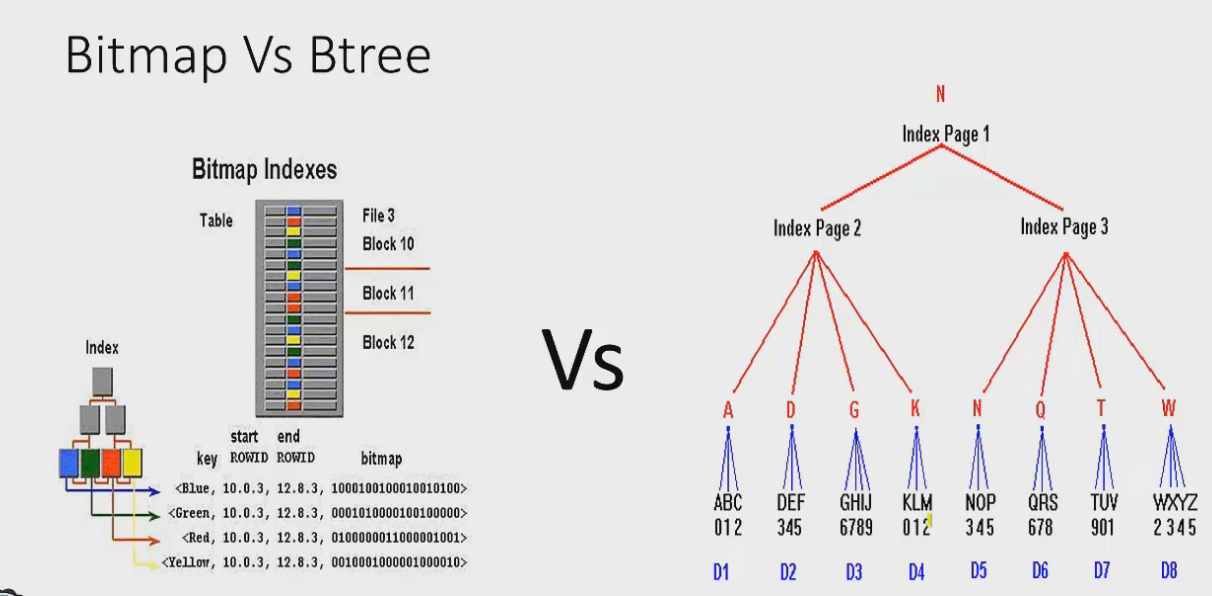 Bitmap Vs Btree
Bitmap Indexes
Table
File 3
Block 10
Block 11
Block 12
Index
start end
key ROWID ROWID bitmap
<Blue, 10.0.3, 12.8.3, 1000100100010010100>
<Green, 10.0.3, 12.8.3, 0001010000100100000>
<Red, 10.0.3, 12.8.3, 0100000011000001001>
<Yellow, 10.0.3, 12.8.3, 0010001000001000010>
Vs
N
Index Page 1
Index Page 2 Index Page 3
A D G K N Q T W
ABC DEF GHIJ KLM NOP QRS TUV WXYZ
012 345 6789 012 345 678 901 2345
D1 D2 D3 D4 D5 D6 D7 D8